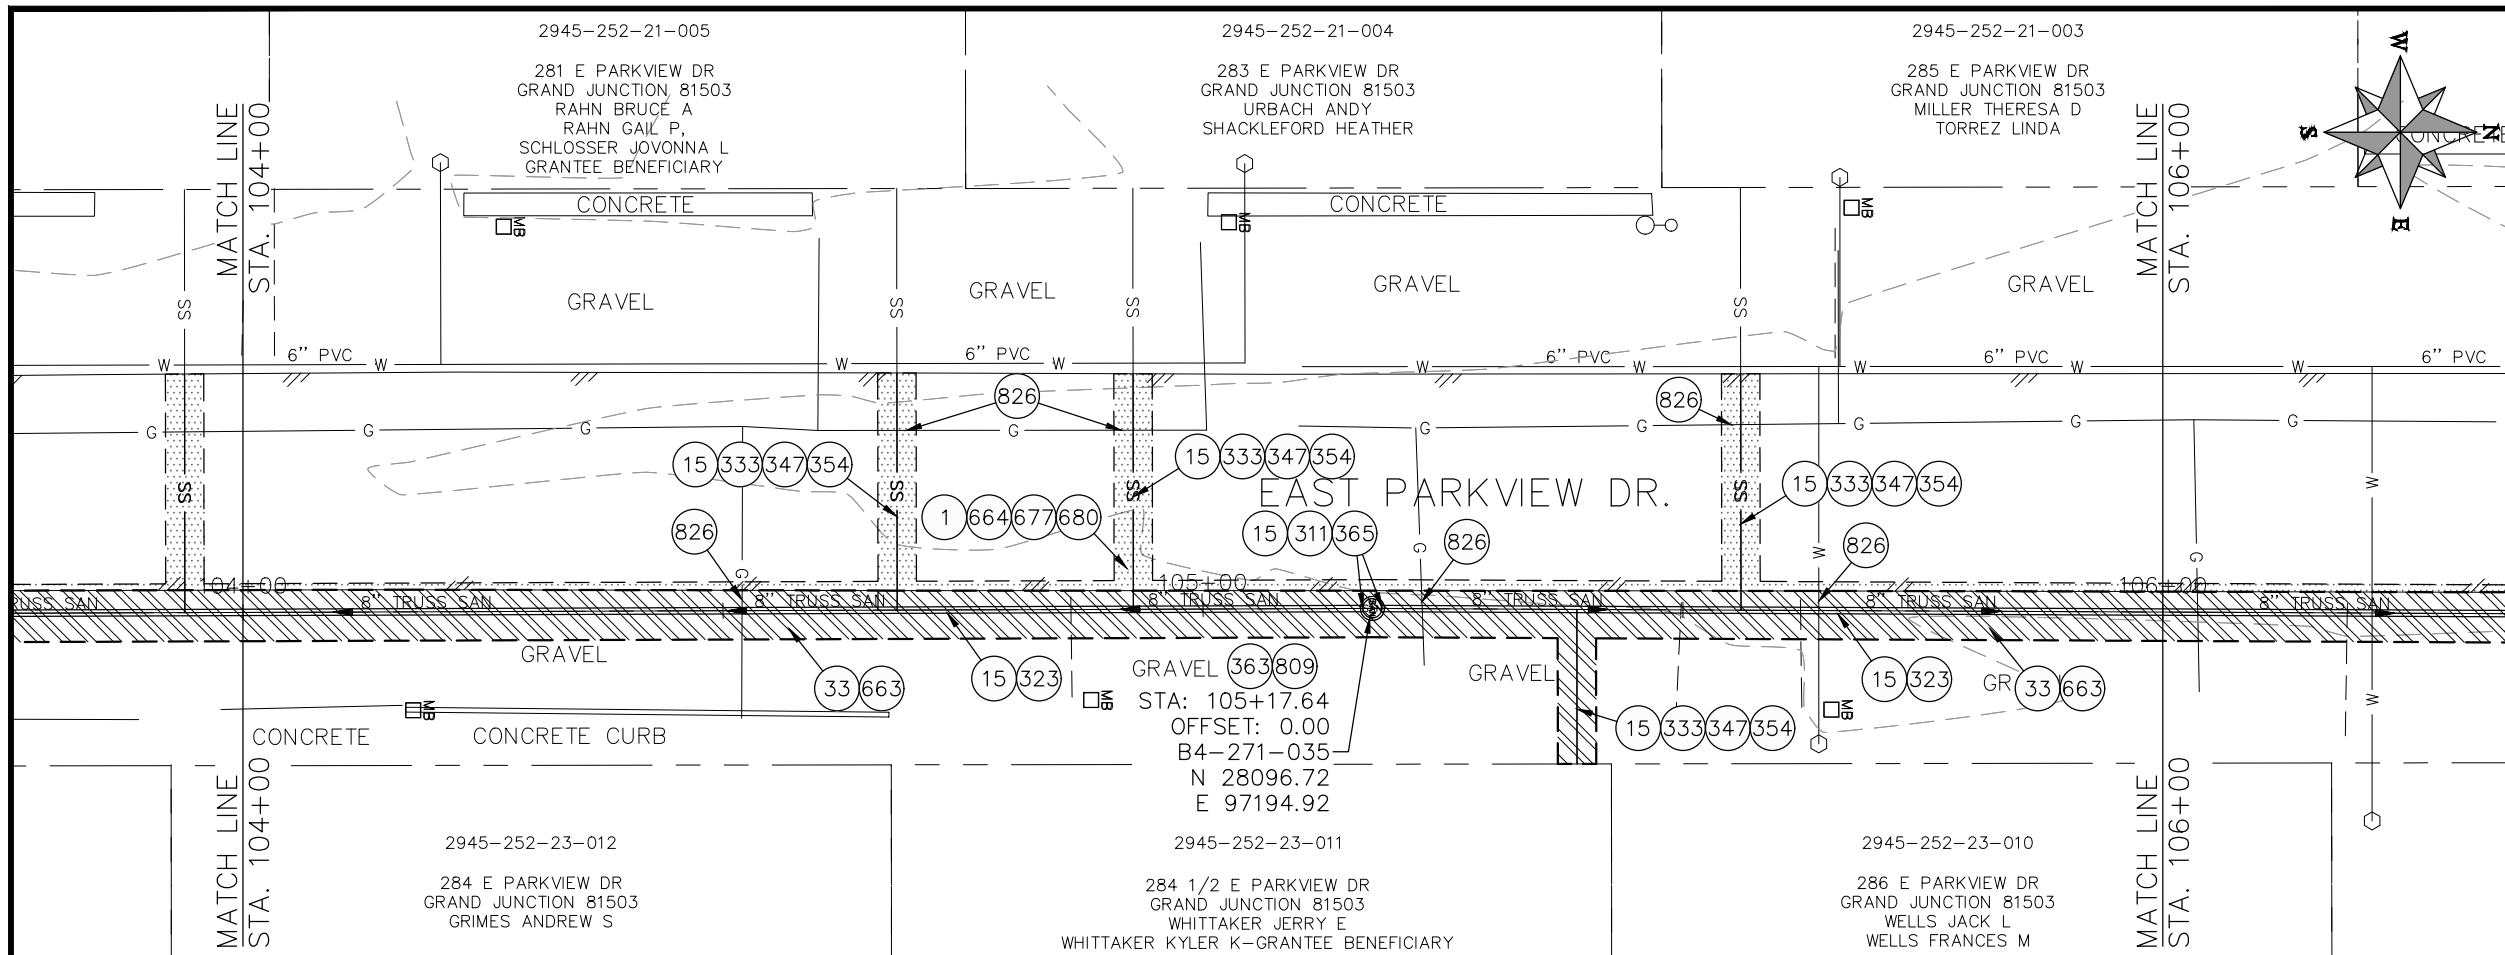 2945-252-21-005
281 E PARKVIEW DR
GRAND JUNCTION 81503
RAHN BRUCE A
RAHN GAIL P,
SCHLOSSER JOVONNA L
GRANTEE BENEFICIARY
2945-252-21-004
283 E PARKVIEW DR
GRAND JUNCTION 81503
URBACH ANDY
SHACKLEFORD HEATHER
2945-252-21-003
285 E PARKVIEW DR
GRAND JUNCTION 81503
MILLER THERESA D
TORREZ LINDA
W
S
N
E
MATCH LINE
STA. 104+00
MATCH LINE
STA. 106+00
CONCRETE
MB
CONCRETE
MB
MB
SS
GRAVEL
SS
GRAVEL
SS
GRAVEL
SS
GRAVEL
W 6" PVC W W 6" PVC W W 6" PVC W 6" PVC W W 6" PVC
W
826
826
G G G G G G G G G
15 333 347 354
15 333 347 354
15 333 347 354
SS SS SS SS
EAST PARKVIEW DR.
W
1 664 677 680
826
15 311 365
826
826
G
G
W
G
104+00
105+00
106+00
RUSS SAN
8" TRUSS SAN
8" TRUSS SAN
8" TRUSS SAN
8" TRUSS SAN
8" TRUSS SAN
8" TRUSS SAN
GRAVEL
33 663
15 323
GRAVEL
363 809
GRAVEL
15 323
GR
33 663
W
MB
MB
MB
STA: 105+17.64
OFFSET: 0.00
B4-271-035
N 28096.72
E 97194.92
15 333 347 354
CONCRETE
CONCRETE CURB
MATCH LINE
STA. 104+00
MATCH LINE
STA. 106+00
2945-252-23-012
284 E PARKVIEW DR
GRAND JUNCTION 81503
GRIMES ANDREW S
2945-252-23-011
284 1/2 E PARKVIEW DR
GRAND JUNCTION 81503
WHITTAKER JERRY E
WHITTAKER KYLER K-GRANTEE BENEFICIARY
2945-252-23-010
286 E PARKVIEW DR
GRAND JUNCTION 81503
WELLS JACK L
WELLS FRANCES M